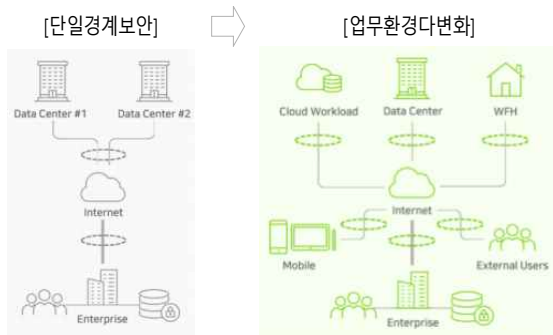 [단일경계보안]
[업무환경다변화]
Data Center #1
Data Center #2
Internet
Enterprise
Cloud Workload
Data Center
WFH
Internet
Mobile
External Users
Enterprise